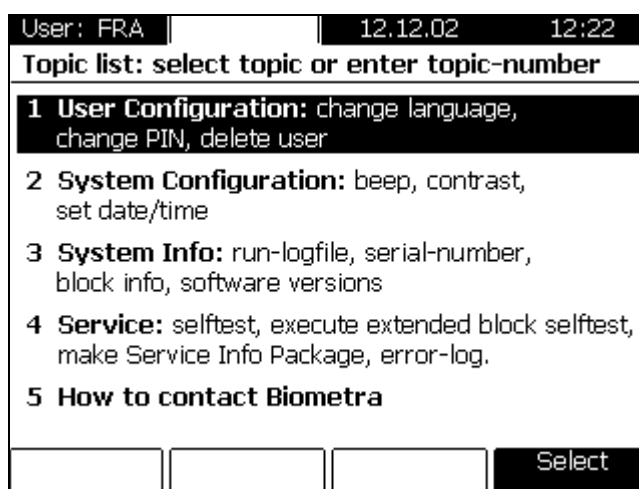 User: FRA 12.12.02 12:22
Topic list: select topic or enter topic-number
1 User Configuration: change language,
change PIN, delete user
2 System Configuration: beep, contrast,
set date/time
3 System Info: run-logfile, serial-number,
block info, software versions
4 Service: selftest, execute extended block selftest,
make Service Info Package, error-log.
5 How to contact Biometra
Select